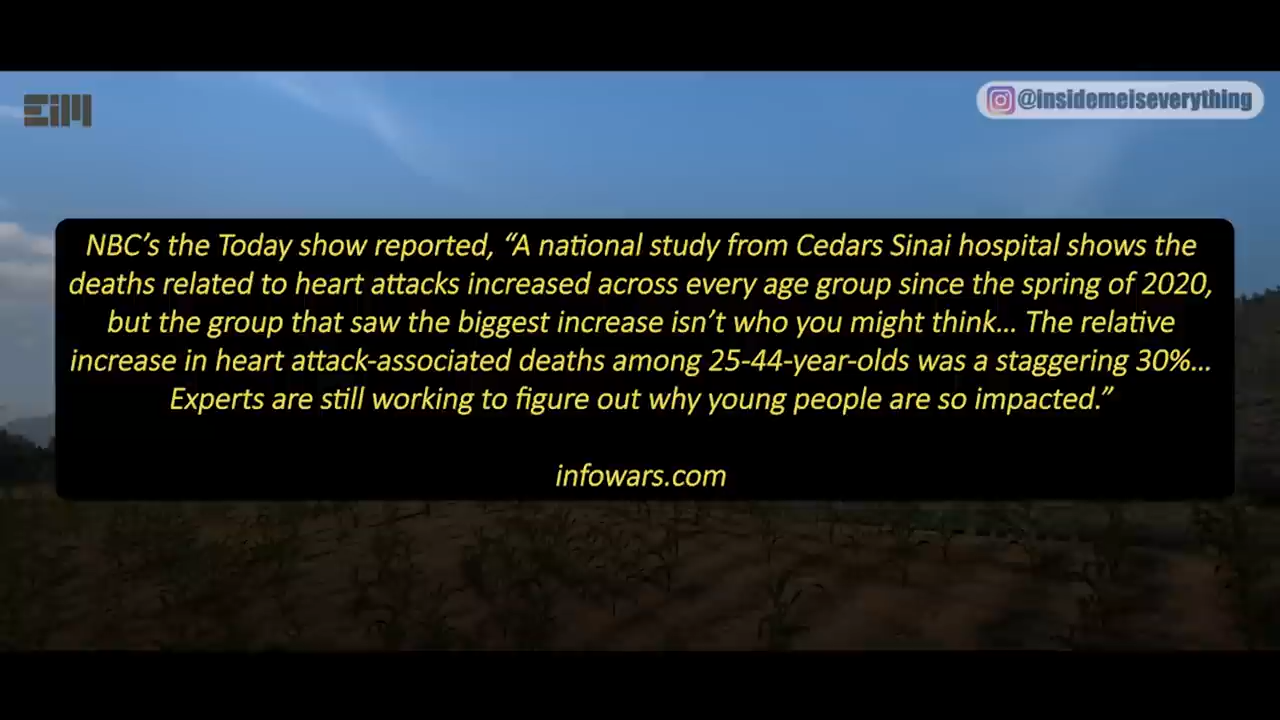 EiM
@insidemeiseverything
NBC’s the Today show reported, “A national study from Cedars Sinai hospital shows the
deaths related to heart attacks increased across every age group since the spring of 2020,
but the group that saw the biggest increase isn’t who you might think... The relative
increase in heart attack-associated deaths among 25-44-year-olds was a staggering 30%...
Experts are still working to figure out why young people are so impacted.”
infowars.com